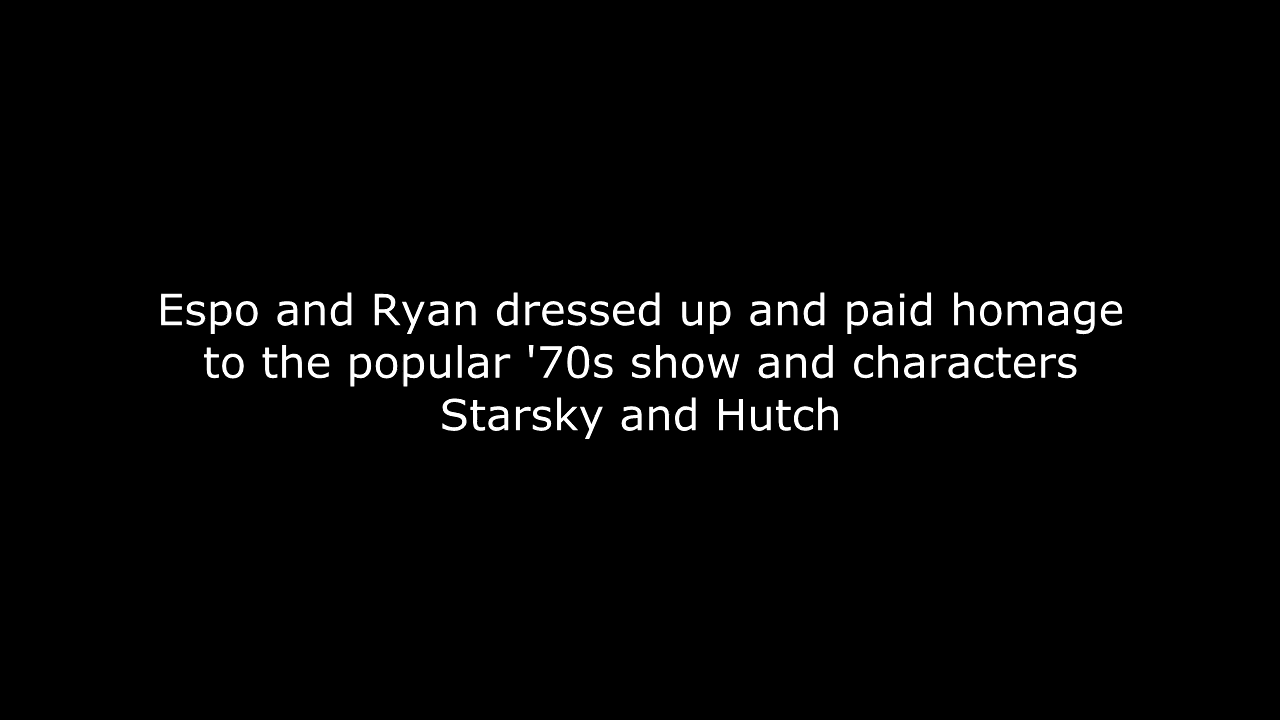 Espo and Ryan dressed up and paid homage
to the popular '70s show and characters
Starsky and Hutch